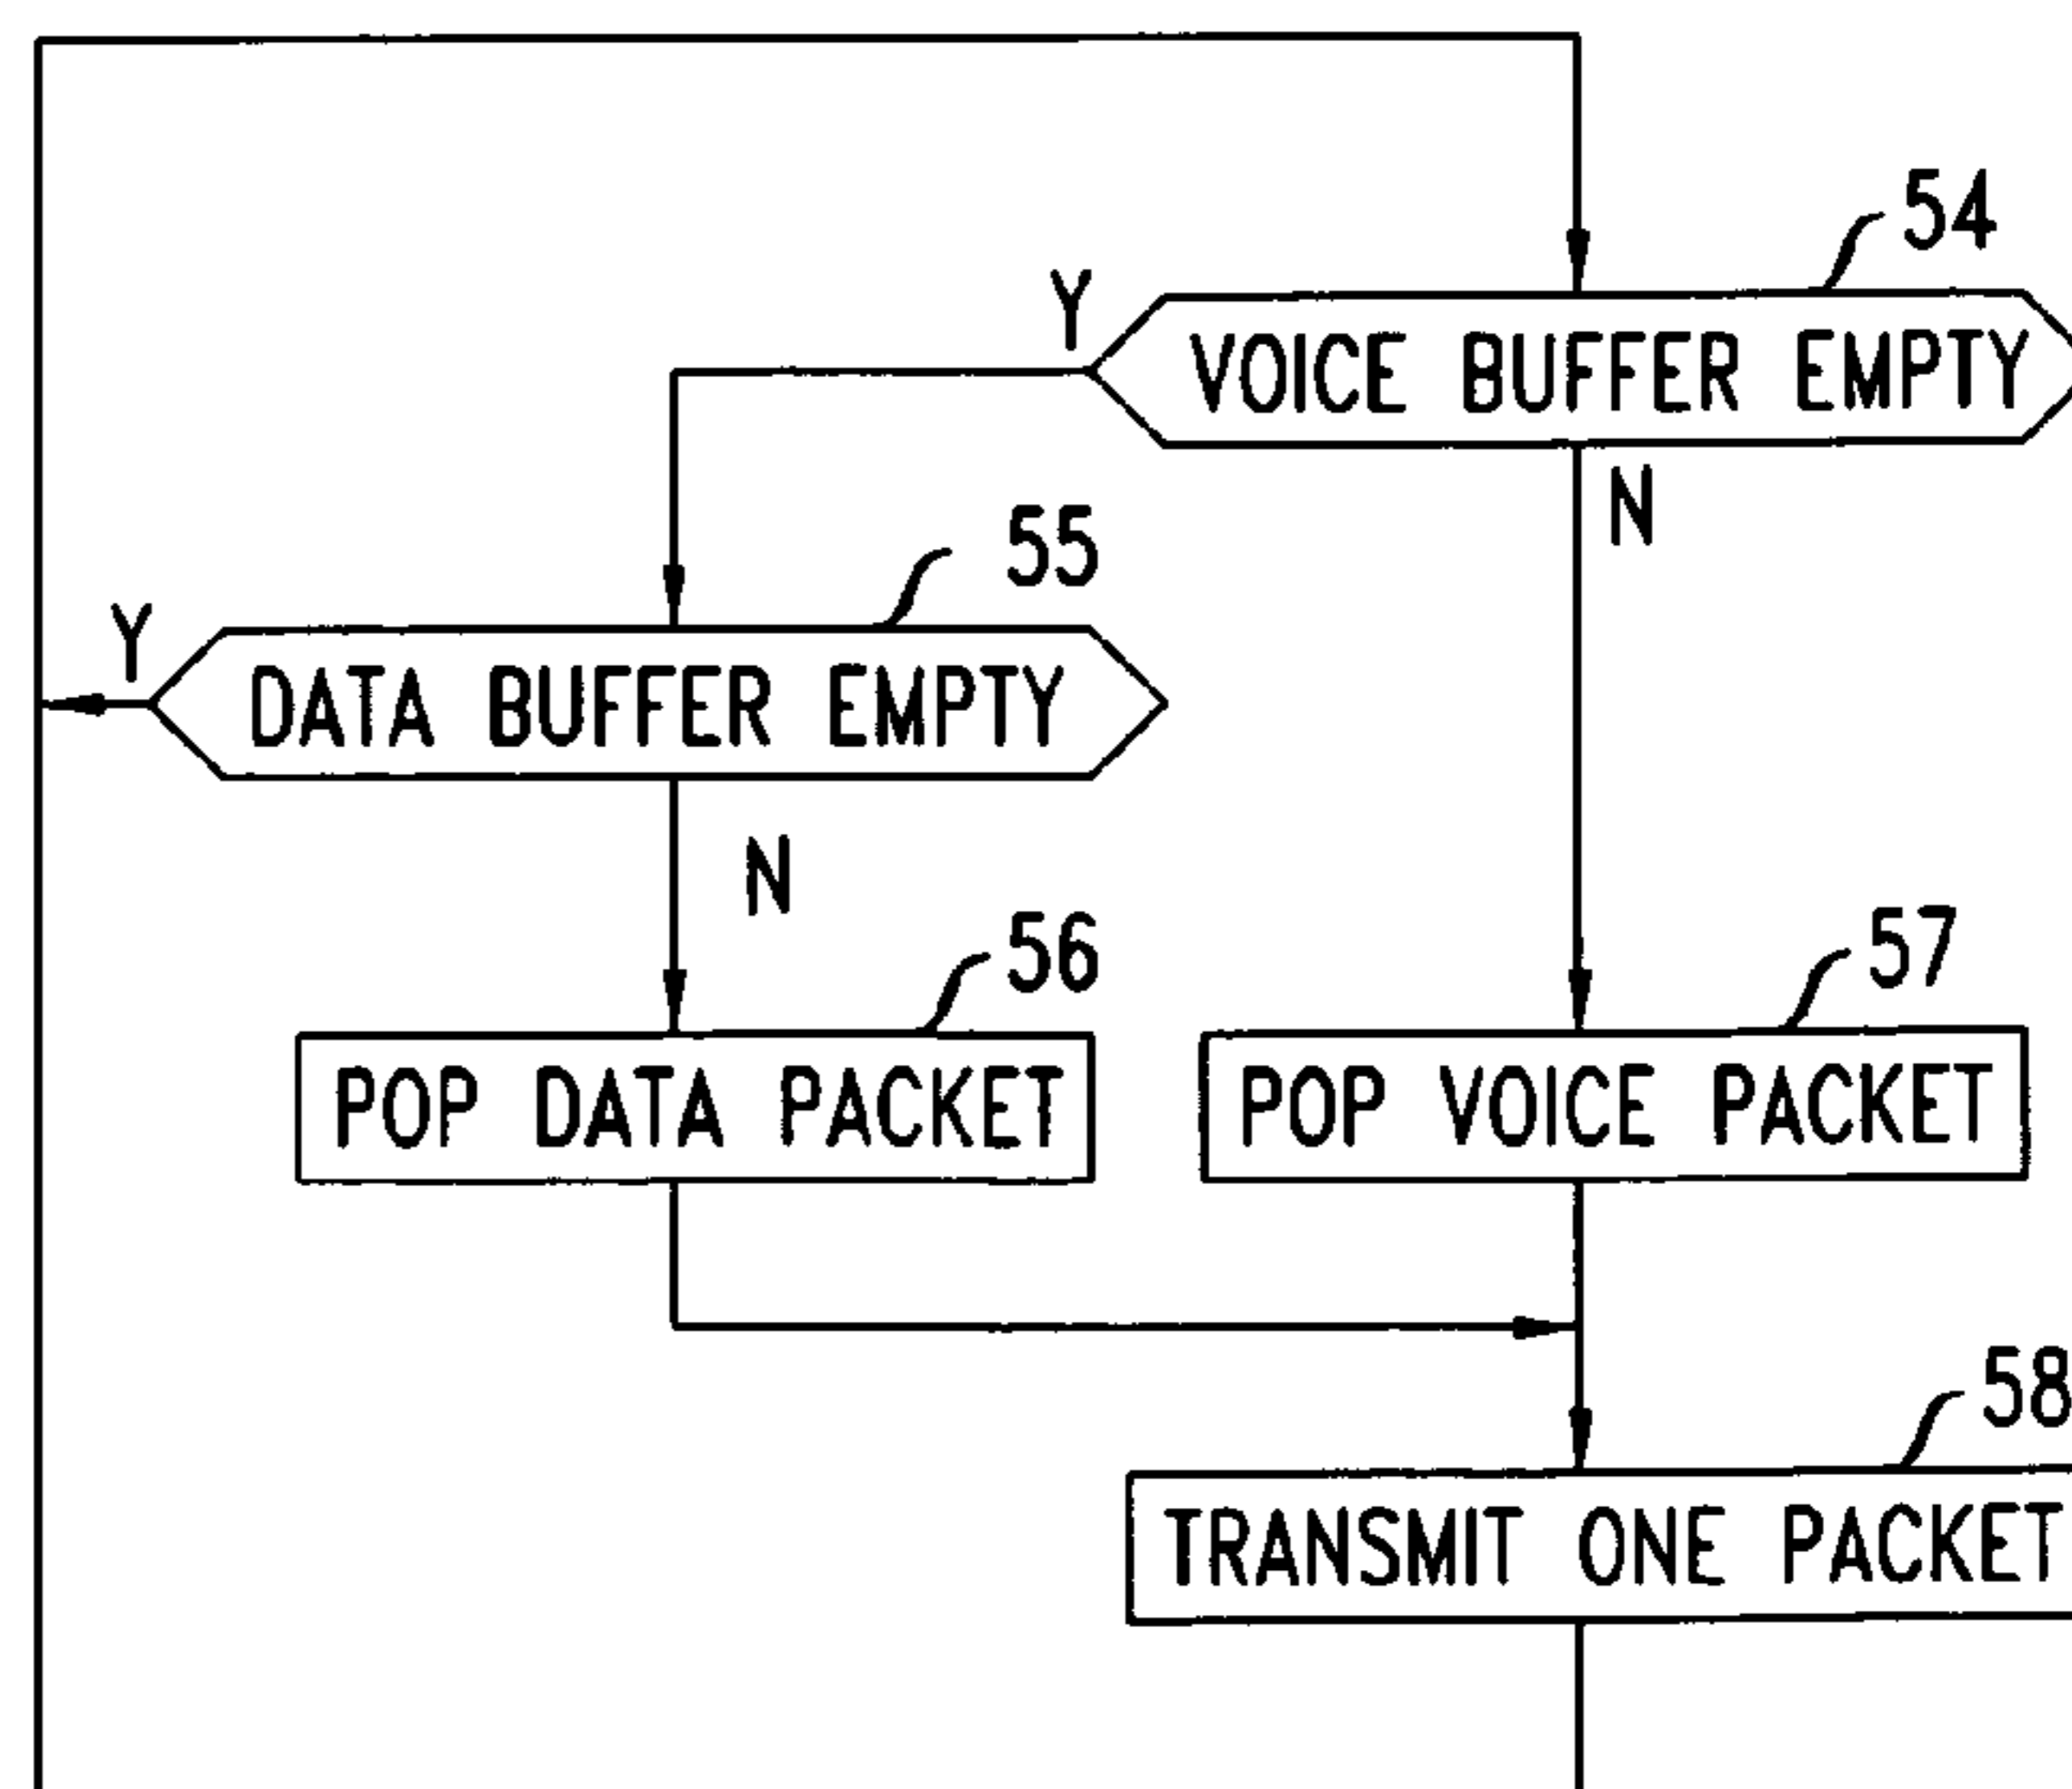 54
Y
VOICE BUFFER EMPTY
N
55
Y
DATA BUFFER EMPTY
N
56
57
POP DATA PACKET
POP VOICE PACKET
58
TRANSMIT ONE PACKET